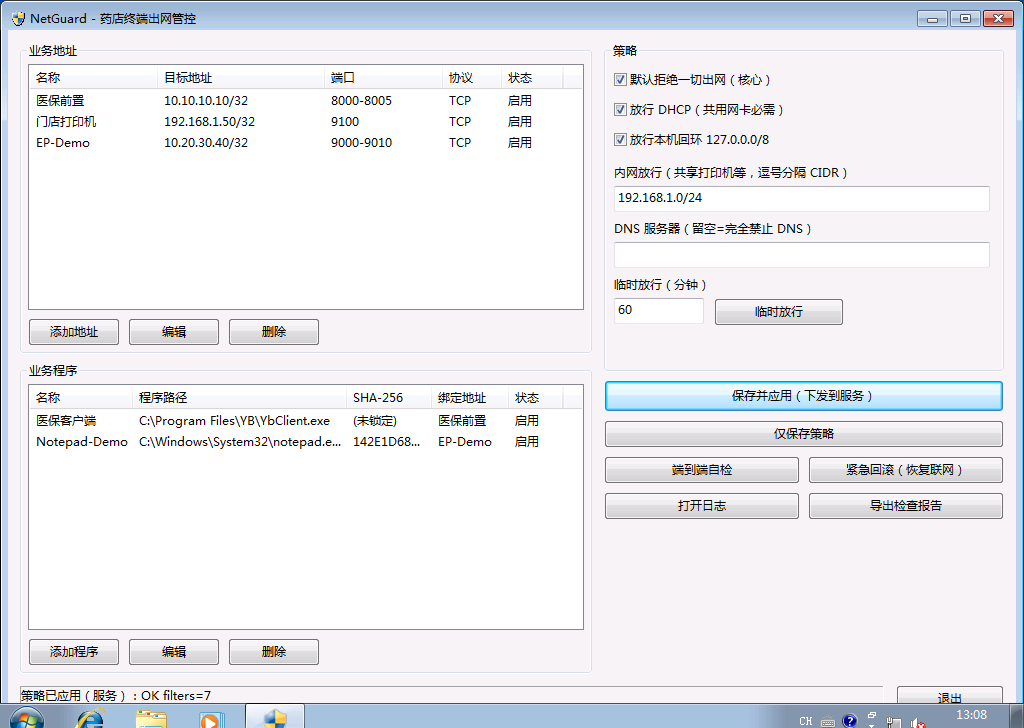 NetGuard - 药店终端出网管控
业务地址
名称 目标地址 端口 协议 状态
医保前置 10.10.10.10/32 8000-8005 TCP 启用
门店打印机 192.168.1.50/32 9100 TCP 启用
EP-Demo 10.20.30.40/32 9000-9010 TCP 启用
添加地址 编辑 删除
业务程序
名称 程序路径 SHA-256 绑定地址 状态
医保客户端 C:\Program Files\YB\YbClient.exe (未锁定) 医保前置 启用
Notepad-Demo C:\Windows\System32\notepad.e... 142E1D68... EP-Demo 启用
添加程序 编辑 删除
策略
默认拒绝一切出网（核心）
放行 DHCP（共用网卡必需）
放行本机回环 127.0.0.0/8
内网放行（共享打印机等，逗号分隔 CIDR）
192.168.1.0/24
DNS 服务器（留空=完全禁止 DNS）
临时放行（分钟）
60 临时放行
保存并应用（下发到服务）
仅保存策略
端到端自检 紧急回滚（恢复联网）
打开日志 导出检查报告
策略已应用（服务）：OK filters=7
退出
CH
13:08